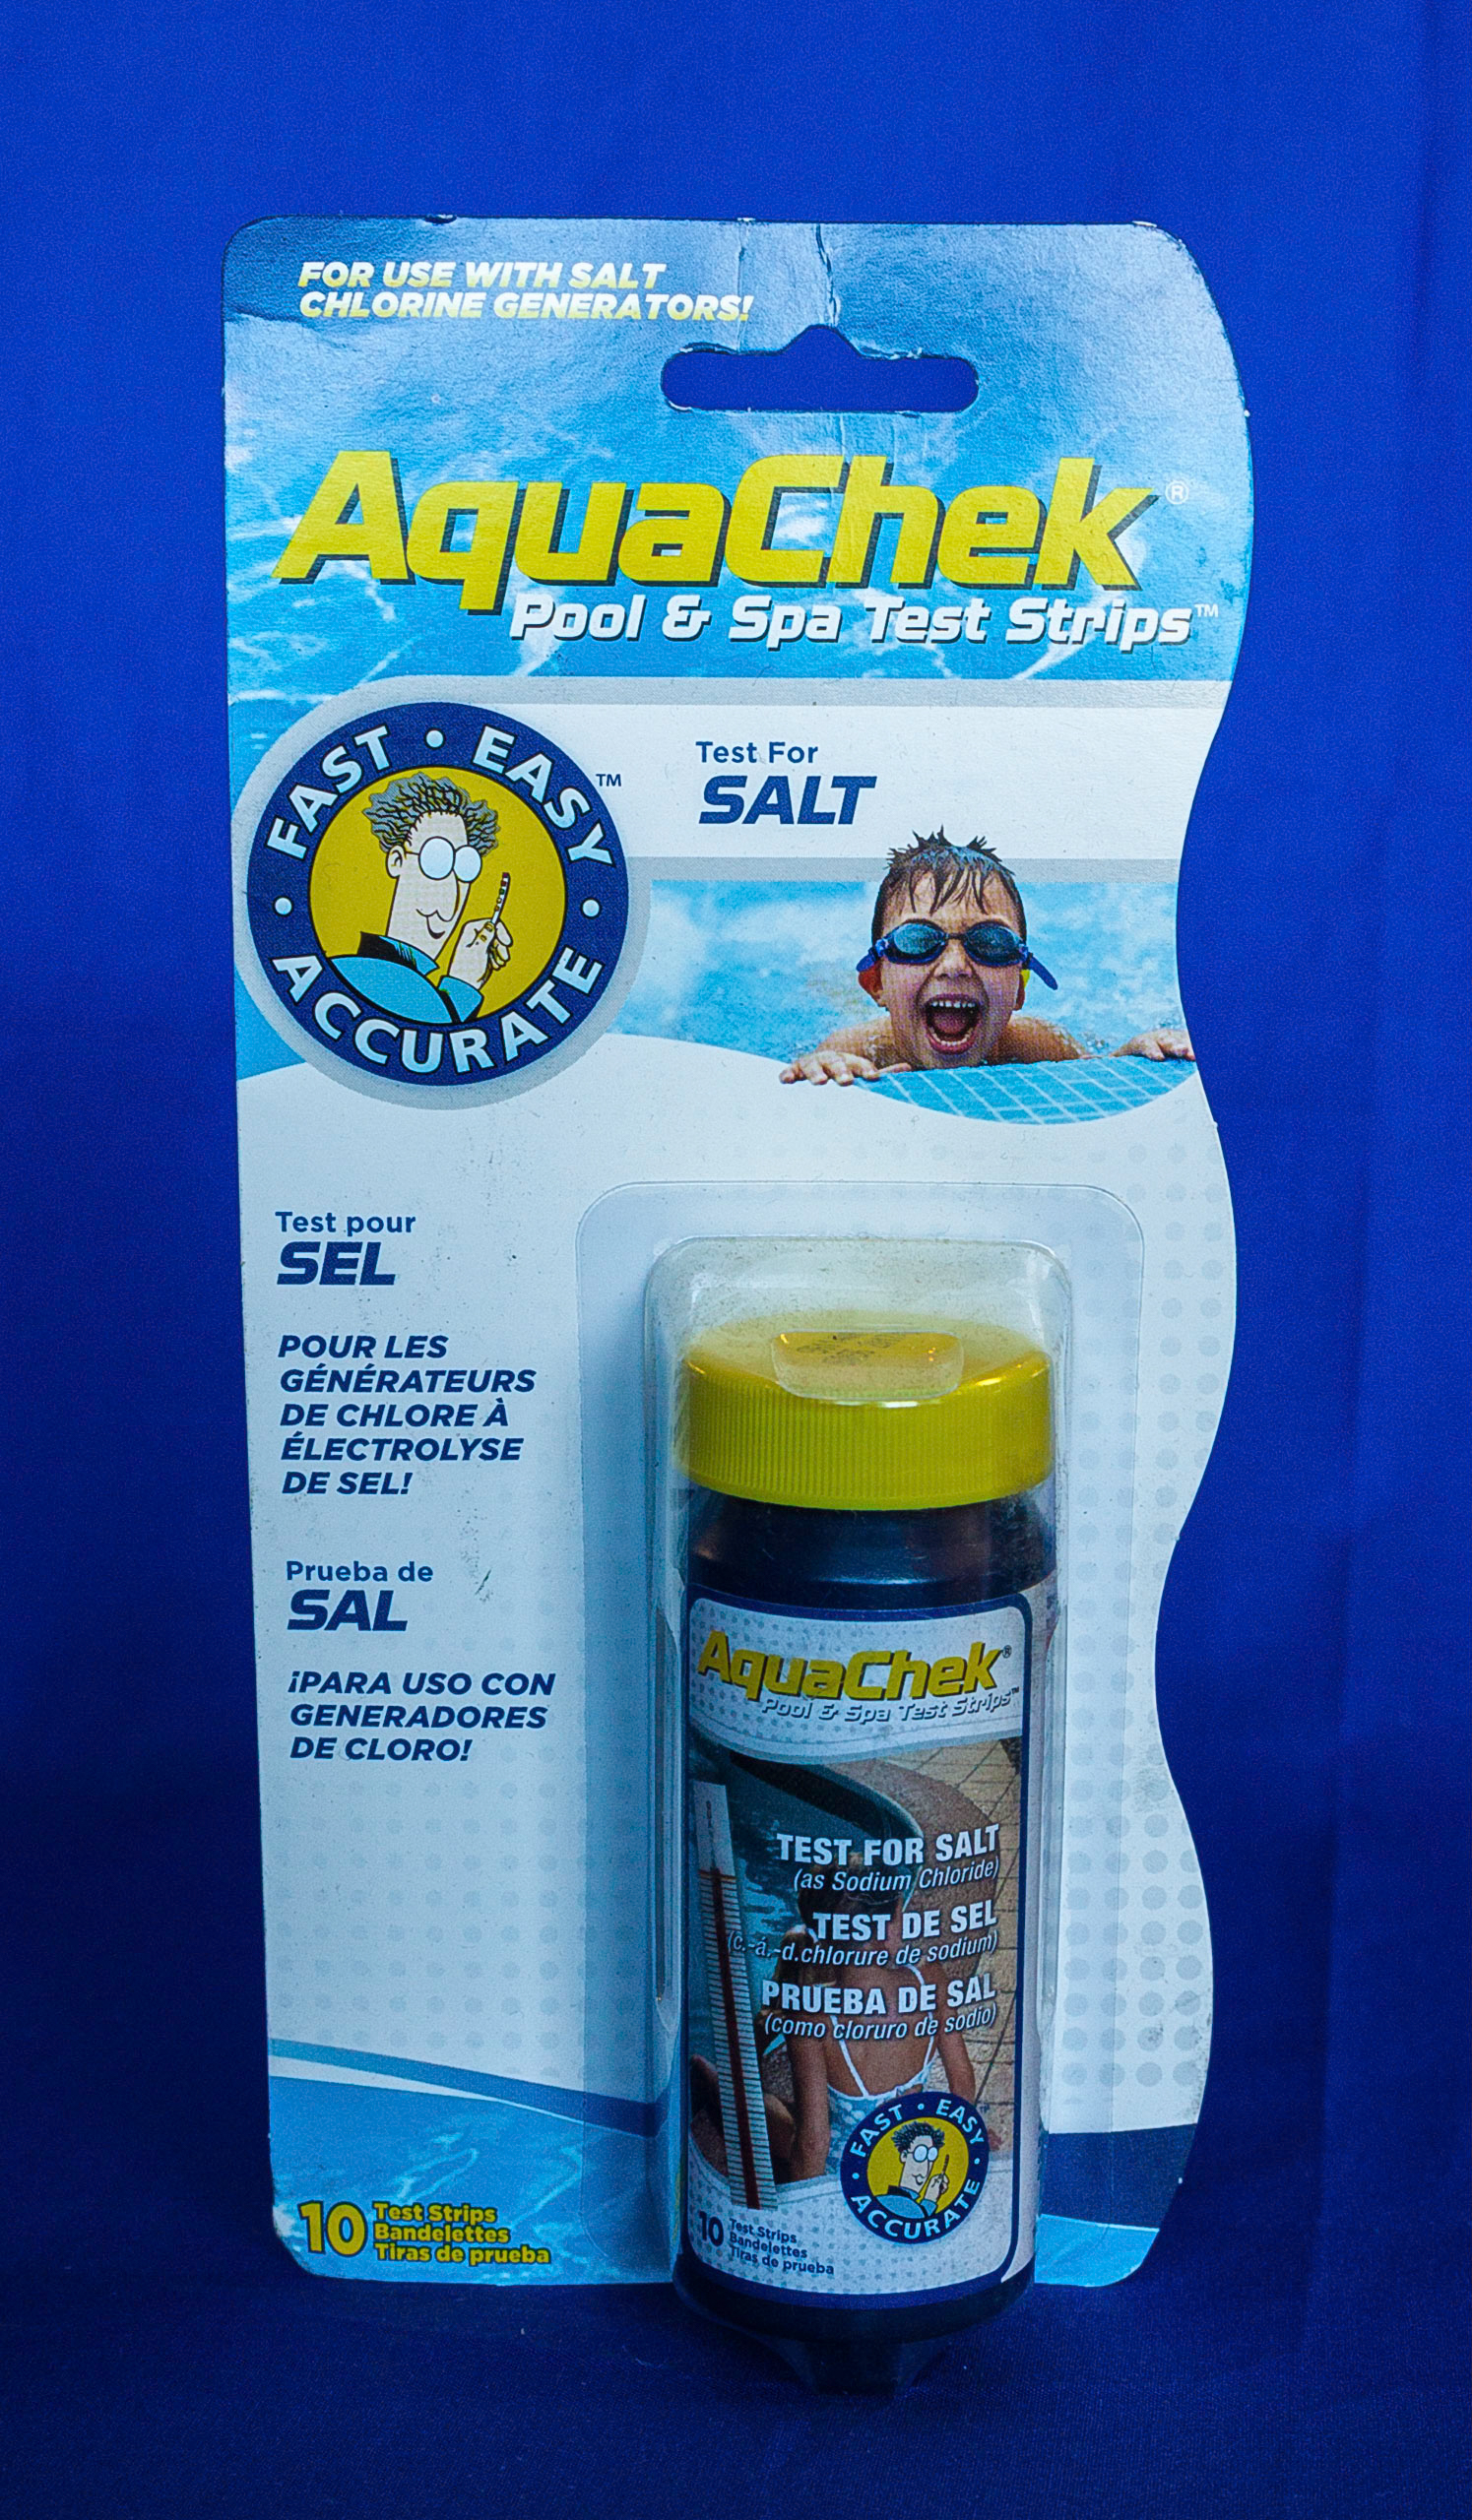 FOR USE WITH SALT
CHLORINE GENERATORS!
AquaChek®
Pool & Spa Test Strips™
FAST • EASY • ACCURATE •
™
Test For
SALT
Test pour
SEL
POUR LES
GÉNÉRATEURS
DE CHLORE À
ÉLECTROLYSE
DE SEL!
Prueba de
SAL
¡PARA USO CON
GENERADORES
DE CLORO!
10 Test Strips
Bandelettes
Tiras de prueba
AquaChek®
Pool & Spa Test Strips™
TEST FOR SALT
(as Sodium Chloride)
TEST DE SEL
(c.-á.-d.chlorure de sodium)
PRUEBA DE SAL
(como cloruro de sodio)
FAST • EASY • ACCURATE •
10 Test Strips
Bandelettes
Tiras de prueba